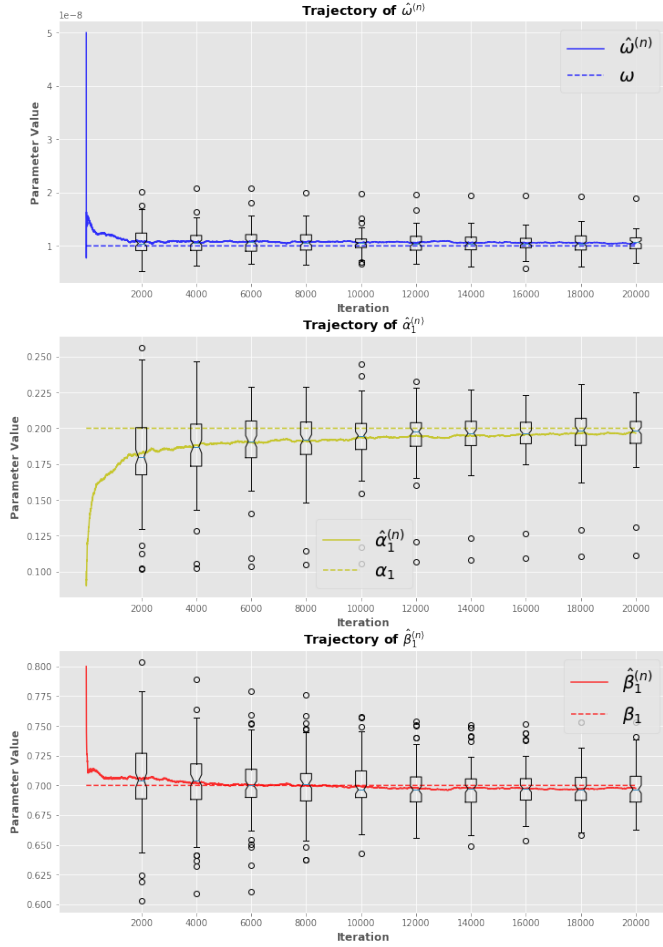 1e−8
Trajectory of ω̂⁽ⁿ⁾
5
4
3
2
1
Parameter Value
ω̂⁽ⁿ⁾
ω
2000 4000 6000 8000 10000 12000 14000 16000 18000 20000
Iteration
Trajectory of α̂₁⁽ⁿ⁾
0.250
0.225
0.200
0.175
0.150
0.125
0.100
Parameter Value
α̂₁⁽ⁿ⁾
α₁
2000 4000 6000 8000 10000 12000 14000 16000 18000 20000
Iteration
Trajectory of β̂₁⁽ⁿ⁾
0.800
0.775
0.750
0.725
0.700
0.675
0.650
0.625
0.600
Parameter Value
β̂₁⁽ⁿ⁾
β₁
2000 4000 6000 8000 10000 12000 14000 16000 18000 20000
Iteration